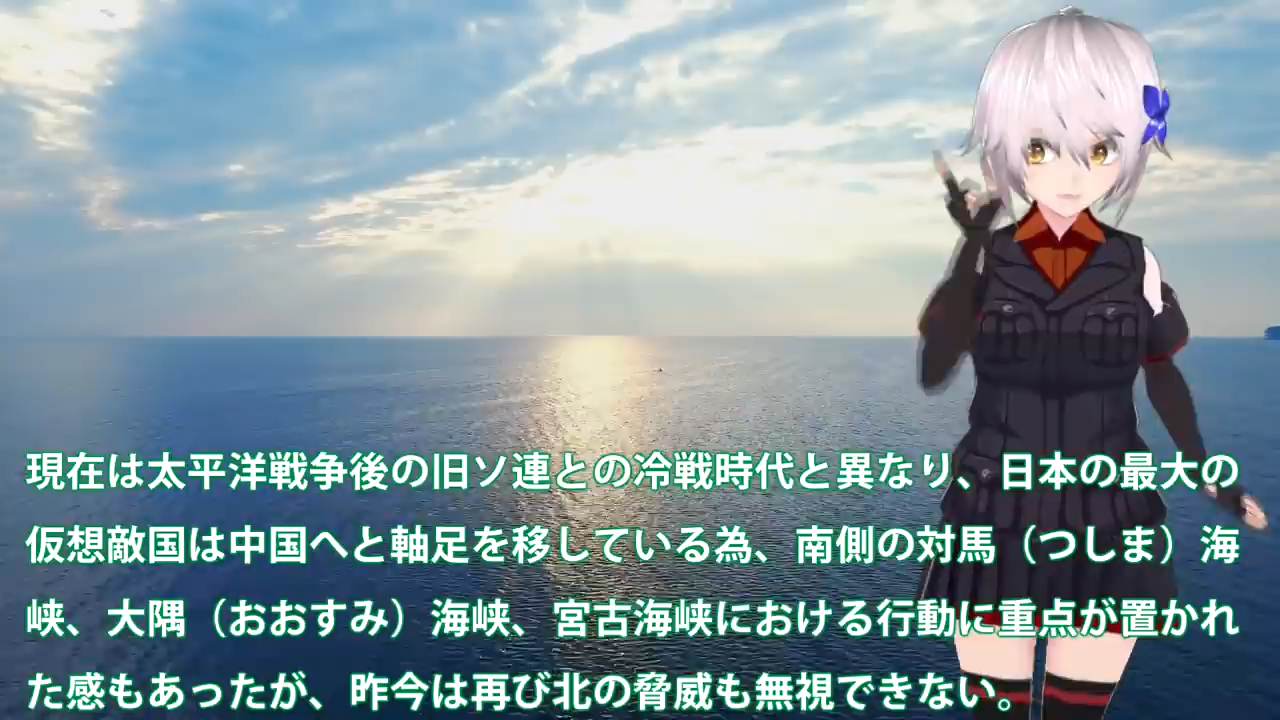 現在は太平洋戦争後の旧ソ連との冷戦時代と異なり、日本の最大の
仮想敵国は中国へと軸足を移している為、南側の対馬（つしま）海
峡、大隅（おおすみ）海峡、宮古海峡における行動に重点が置かれ
た感もあったが、昨今は再び北の脅威も無視できない。